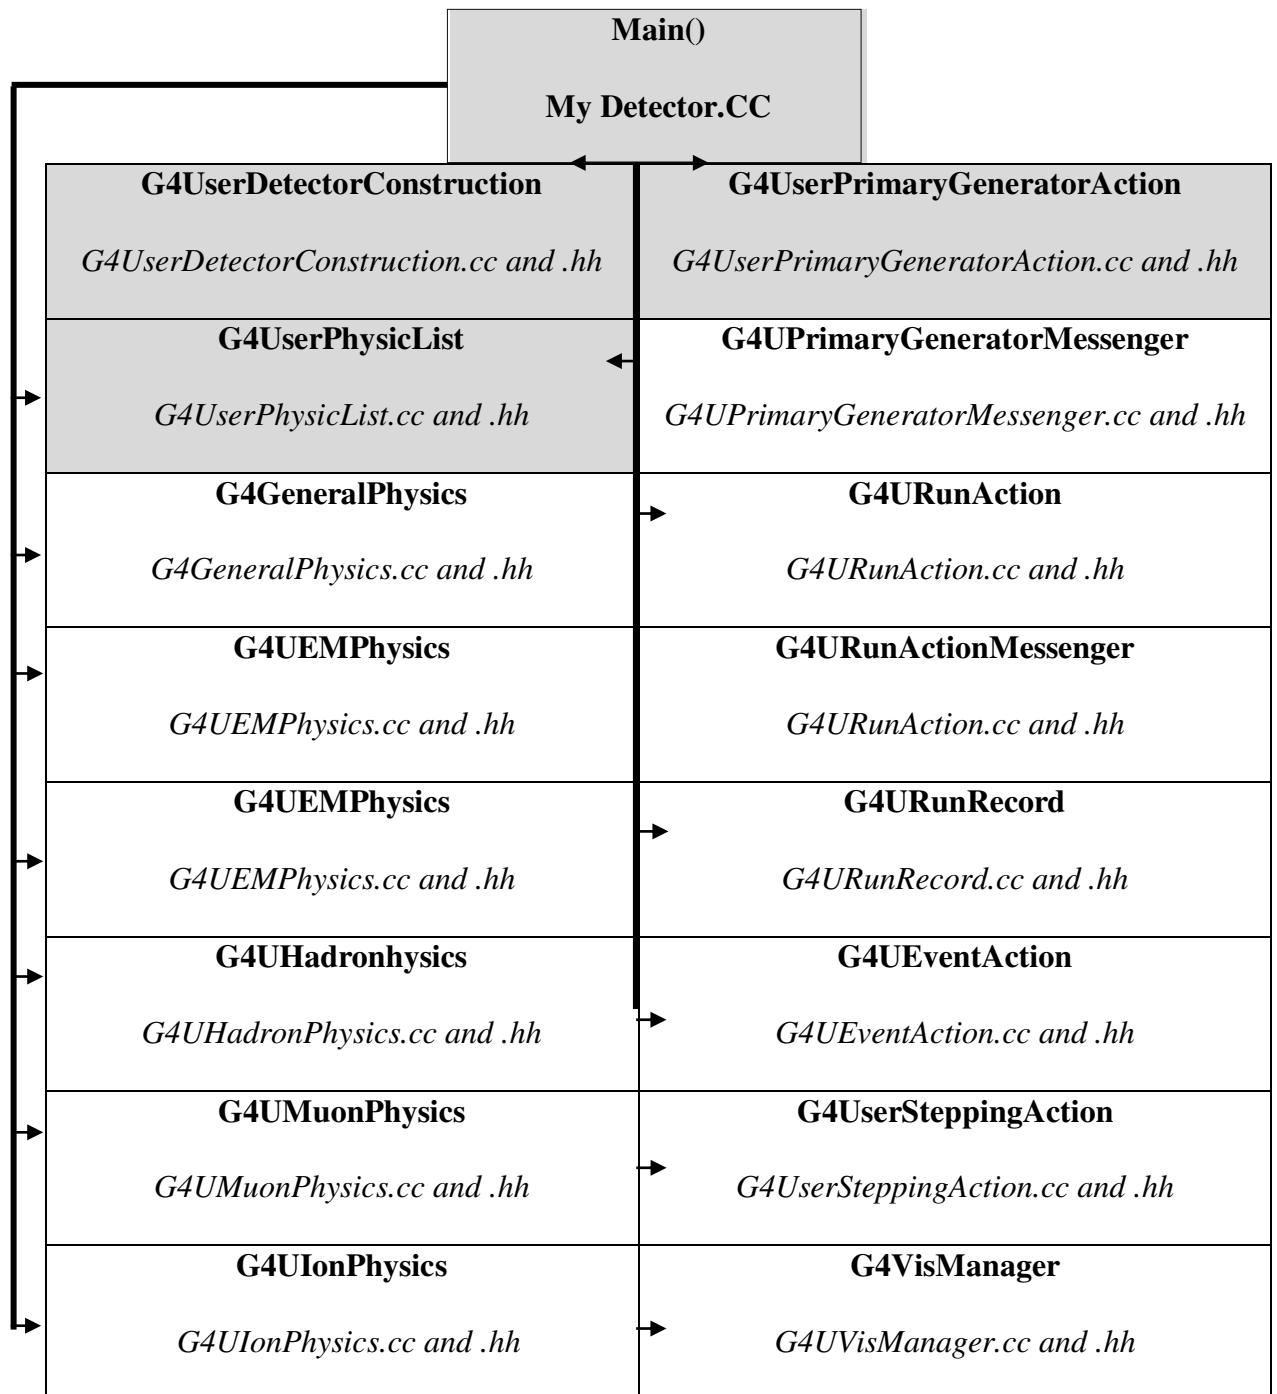 Main()
My Detector.CC
G4UserDetectorConstruction
G4UserDetectorConstruction.cc and .hh
G4UserPrimaryGeneratorAction
G4UserPrimaryGeneratorAction.cc and .hh
G4UserPhysicList
G4UserPhysicList.cc and .hh
G4UPrimaryGeneratorMessenger
G4UPrimaryGeneratorMessenger.cc and .hh
G4GeneralPhysics
G4GeneralPhysics.cc and .hh
G4URunAction
G4URunAction.cc and .hh
G4UEMPhysics
G4UEMPhysics.cc and .hh
G4URunActionMessenger
G4URunAction.cc and .hh
G4UEMPhysics
G4UEMPhysics.cc and .hh
G4URunRecord
G4URunRecord.cc and .hh
G4UHadronhysics
G4UHadronPhysics.cc and .hh
G4UEventAction
G4UEventAction.cc and .hh
G4UMuonPhysics
G4UMuonPhysics.cc and .hh
G4UserSteppingAction
G4UserSteppingAction.cc and .hh
G4UIonPhysics
G4UIonPhysics.cc and .hh
G4VisManager
G4UVisManager.cc and .hh